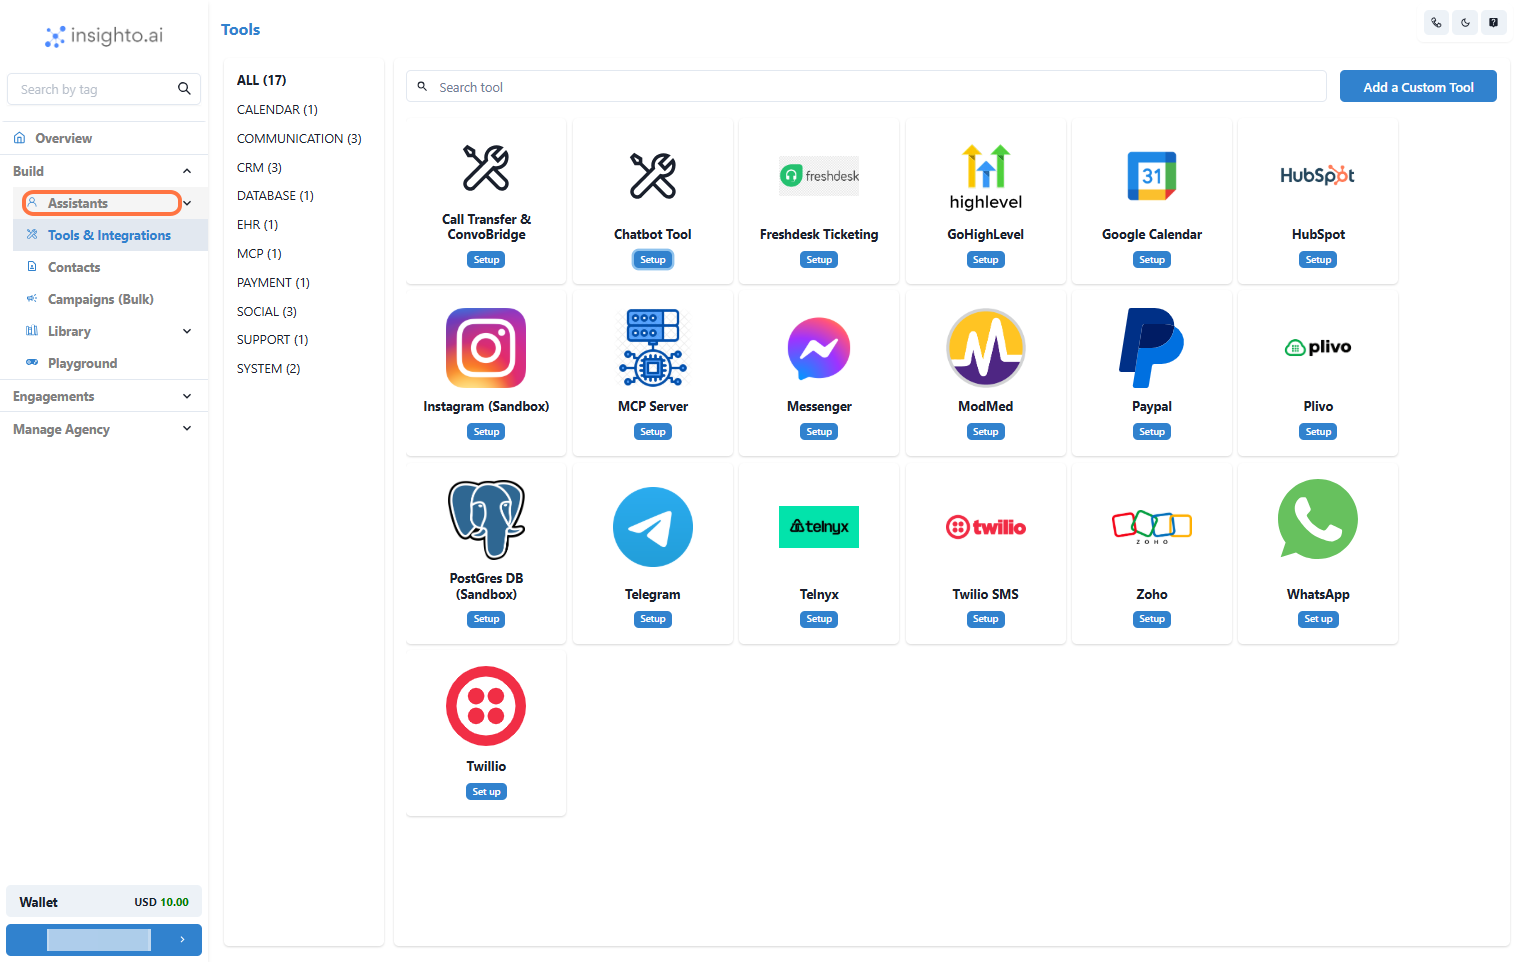 insighto.ai
Search by tag
Overview
Build
Assistants
Tools & Integrations
Contacts
Campaigns (Bulk)
Library
Playground
Engagements
Manage Agency
Wallet
USD 10.00
Tools
ALL (17)
CALENDAR (1)
COMMUNICATION (3)
CRM (3)
DATABASE (1)
EHR (1)
MCP (1)
PAYMENT (1)
SOCIAL (3)
SUPPORT (1)
SYSTEM (2)
Search tool
Add a Custom Tool
Call Transfer &
ConvoBridge
Setup
Chatbot Tool
Setup
freshdesk
Freshdesk Ticketing
Setup
highlevel
GoHighLevel
Setup
31
Google Calendar
Setup
HubSpot
HubSpot
Setup
Instagram (Sandbox)
Setup
MCP Server
Setup
Messenger
Setup
ModMed
Setup
Paypal
Setup
plivo
Plivo
Setup
PostGres DB
(Sandbox)
Setup
Telegram
Setup
telnyx
Telnyx
Setup
twilio
Twilio SMS
Setup
ZOHO
Zoho
Setup
WhatsApp
Set up
Twillio
Set up